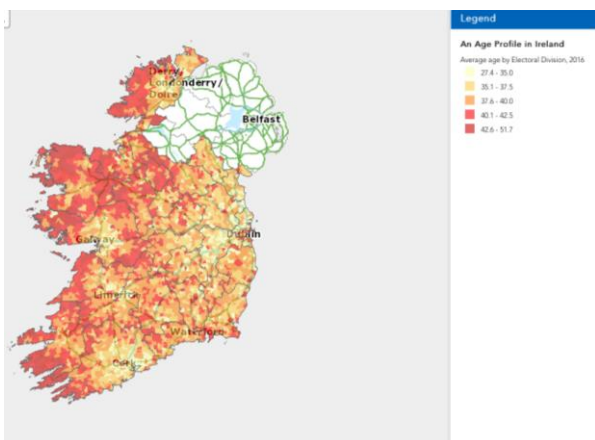 Legend
An Age Profile in Ireland
Average age by Electoral Division, 2016
27.4 - 35.0
35.1 - 37.5
37.6 - 40.0
40.1 - 42.5
42.6 - 51.7
Derry/
Londonderry/
Doire
Belfast
Galway
Dublin
Limerick
Waterford
Cork